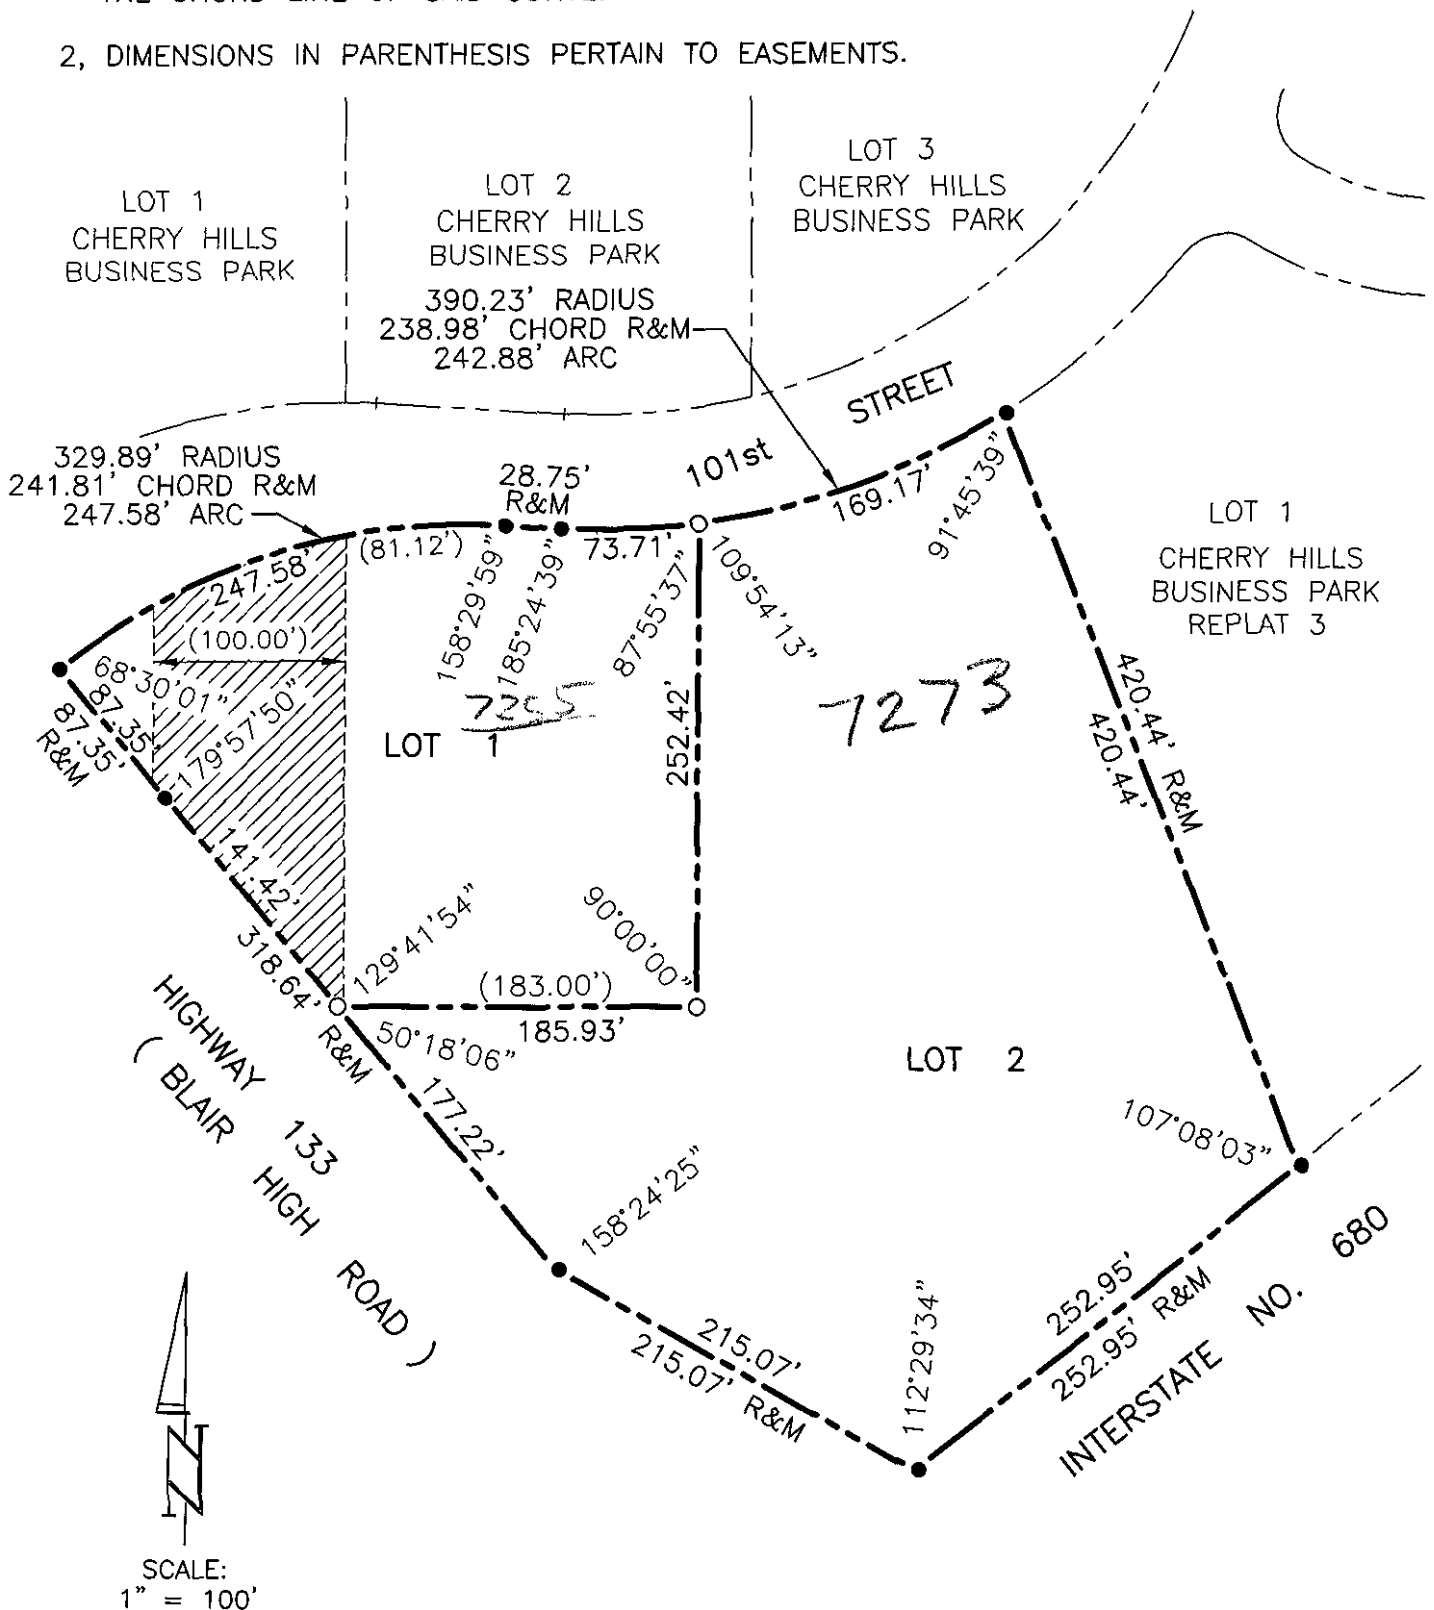 2, DIMENSIONS IN PARENTHESIS PERTAIN TO EASEMENTS.
LOT 1
CHERRY HILLS
BUSINESS PARK
LOT 2
CHERRY HILLS
BUSINESS PARK
LOT 3
CHERRY HILLS
BUSINESS PARK
390.23' RADIUS
238.98' CHORD R&M
242.88' ARC
329.89' RADIUS
241.81' CHORD R&M
247.58' ARC
28.75'
R&M
101st STREET
169.17'
91°45'39"
LOT 1
CHERRY HILLS
BUSINESS PARK
REPLAT 3
247.58'
(81.12')
73.71'
158°29'59"
185°24'39"
87°55'37"
109°54'13"
(100.00')
68°30'01"
87.35'
87.35'
R&M
179°57'50"
7255
LOT 1
252.42'
7273
420.44' R&M
420.44'
141.42'
318.64' R&M
129°41'54"
90°00'00"
(183.00')
185.93'
50°18'06"
177.22'
HIGHWAY 133
( BLAIR HIGH ROAD )
LOT 2
107°08'03"
158°24'25"
112°29'34"
215.07'
215.07' R&M
252.95'
252.95' R&M
INTERSTATE NO. 680
SCALE:
1" = 100'